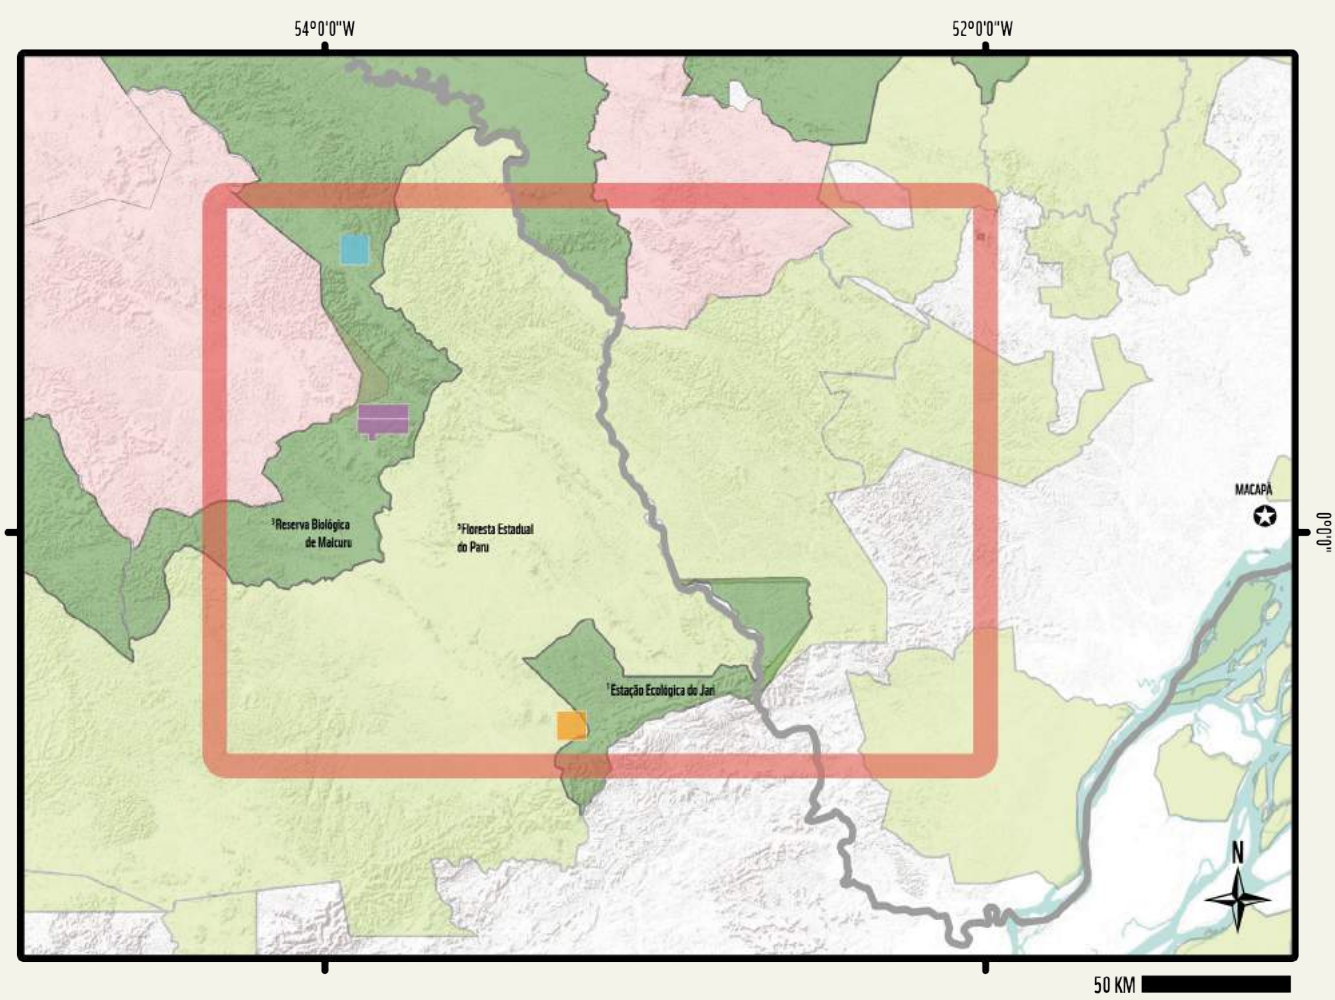 54°0'0"W
52°0'0"W
MACAPÁ
0°0'0"
³Reserva Biológica
de Maicuru
⁹Floresta Estadual
do Paru
¹Estação Ecológica do Jari
N
50 KM